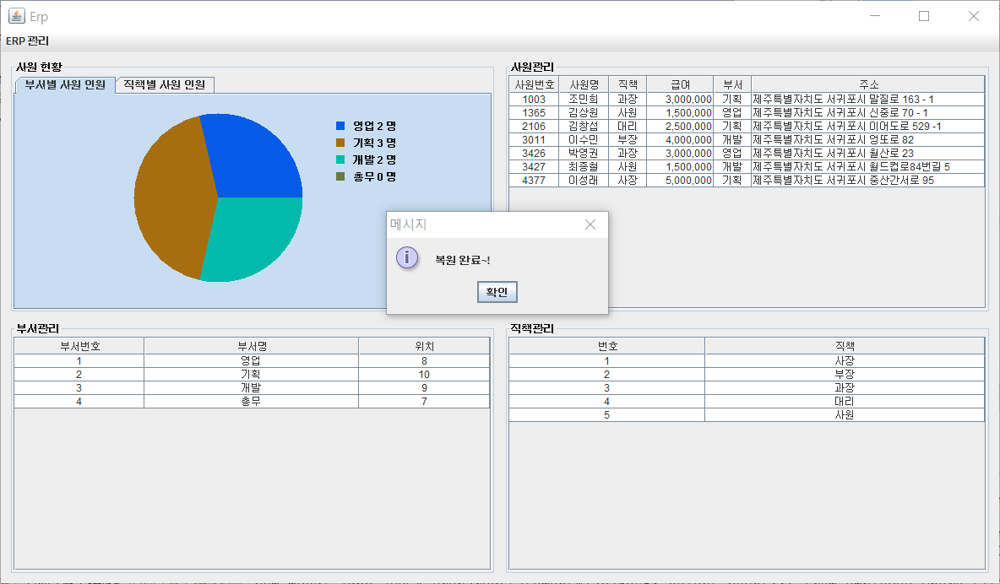 Erp
ERP 관리
사원 현황
부서별 사원 인원 직책별 사원 인원
영업 2 명
기획 3 명
개발 2 명
총무 0 명
사원관리
사원번호 사원명 직책 급여 부서 주소
1003 조민희 과장 3,000,000 기획 제주특별자치도 서귀포시 말질로 163 - 1
1365 김상원 사원 1,500,000 영업 제주특별자치도 서귀포시 신중로 70 - 1
2106 김창섭 대리 2,500,000 기획 제주특별자치도 서귀포시 이어도로 529 -1
3011 이수민 부장 4,000,000 개발 제주특별자치도 서귀포시 엉또로 82
3426 박영권 과장 3,000,000 영업 제주특별자치도 서귀포시 월산로 23
3427 최종철 사원 1,500,000 개발 제주특별자치도 서귀포시 월드컵로84번길 5
4377 이성래 사장 5,000,000 기획 제주특별자치도 서귀포시 중산간서로 95
메시지
복원 완료~!
확인
부서관리
부서번호 부서명 위치
1 영업 8
2 기획 10
3 개발 9
4 총무 7
직책관리
번호 직책
1 사장
2 부장
3 과장
4 대리
5 사원